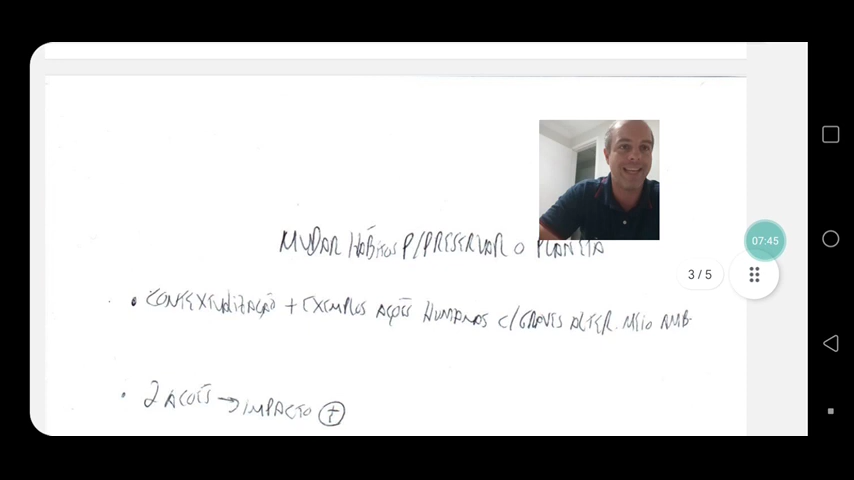 MUDAR HÁBITOS P/PRESERVAR O PLANETA
07:45
3 / 5
• CONTEXTUALIZAÇÃO + EXEMPLOS AÇÕES HUMANAS C/GRAVES ALTER. MEIO AMB.
• 2 AÇÕES → IMPACTO +